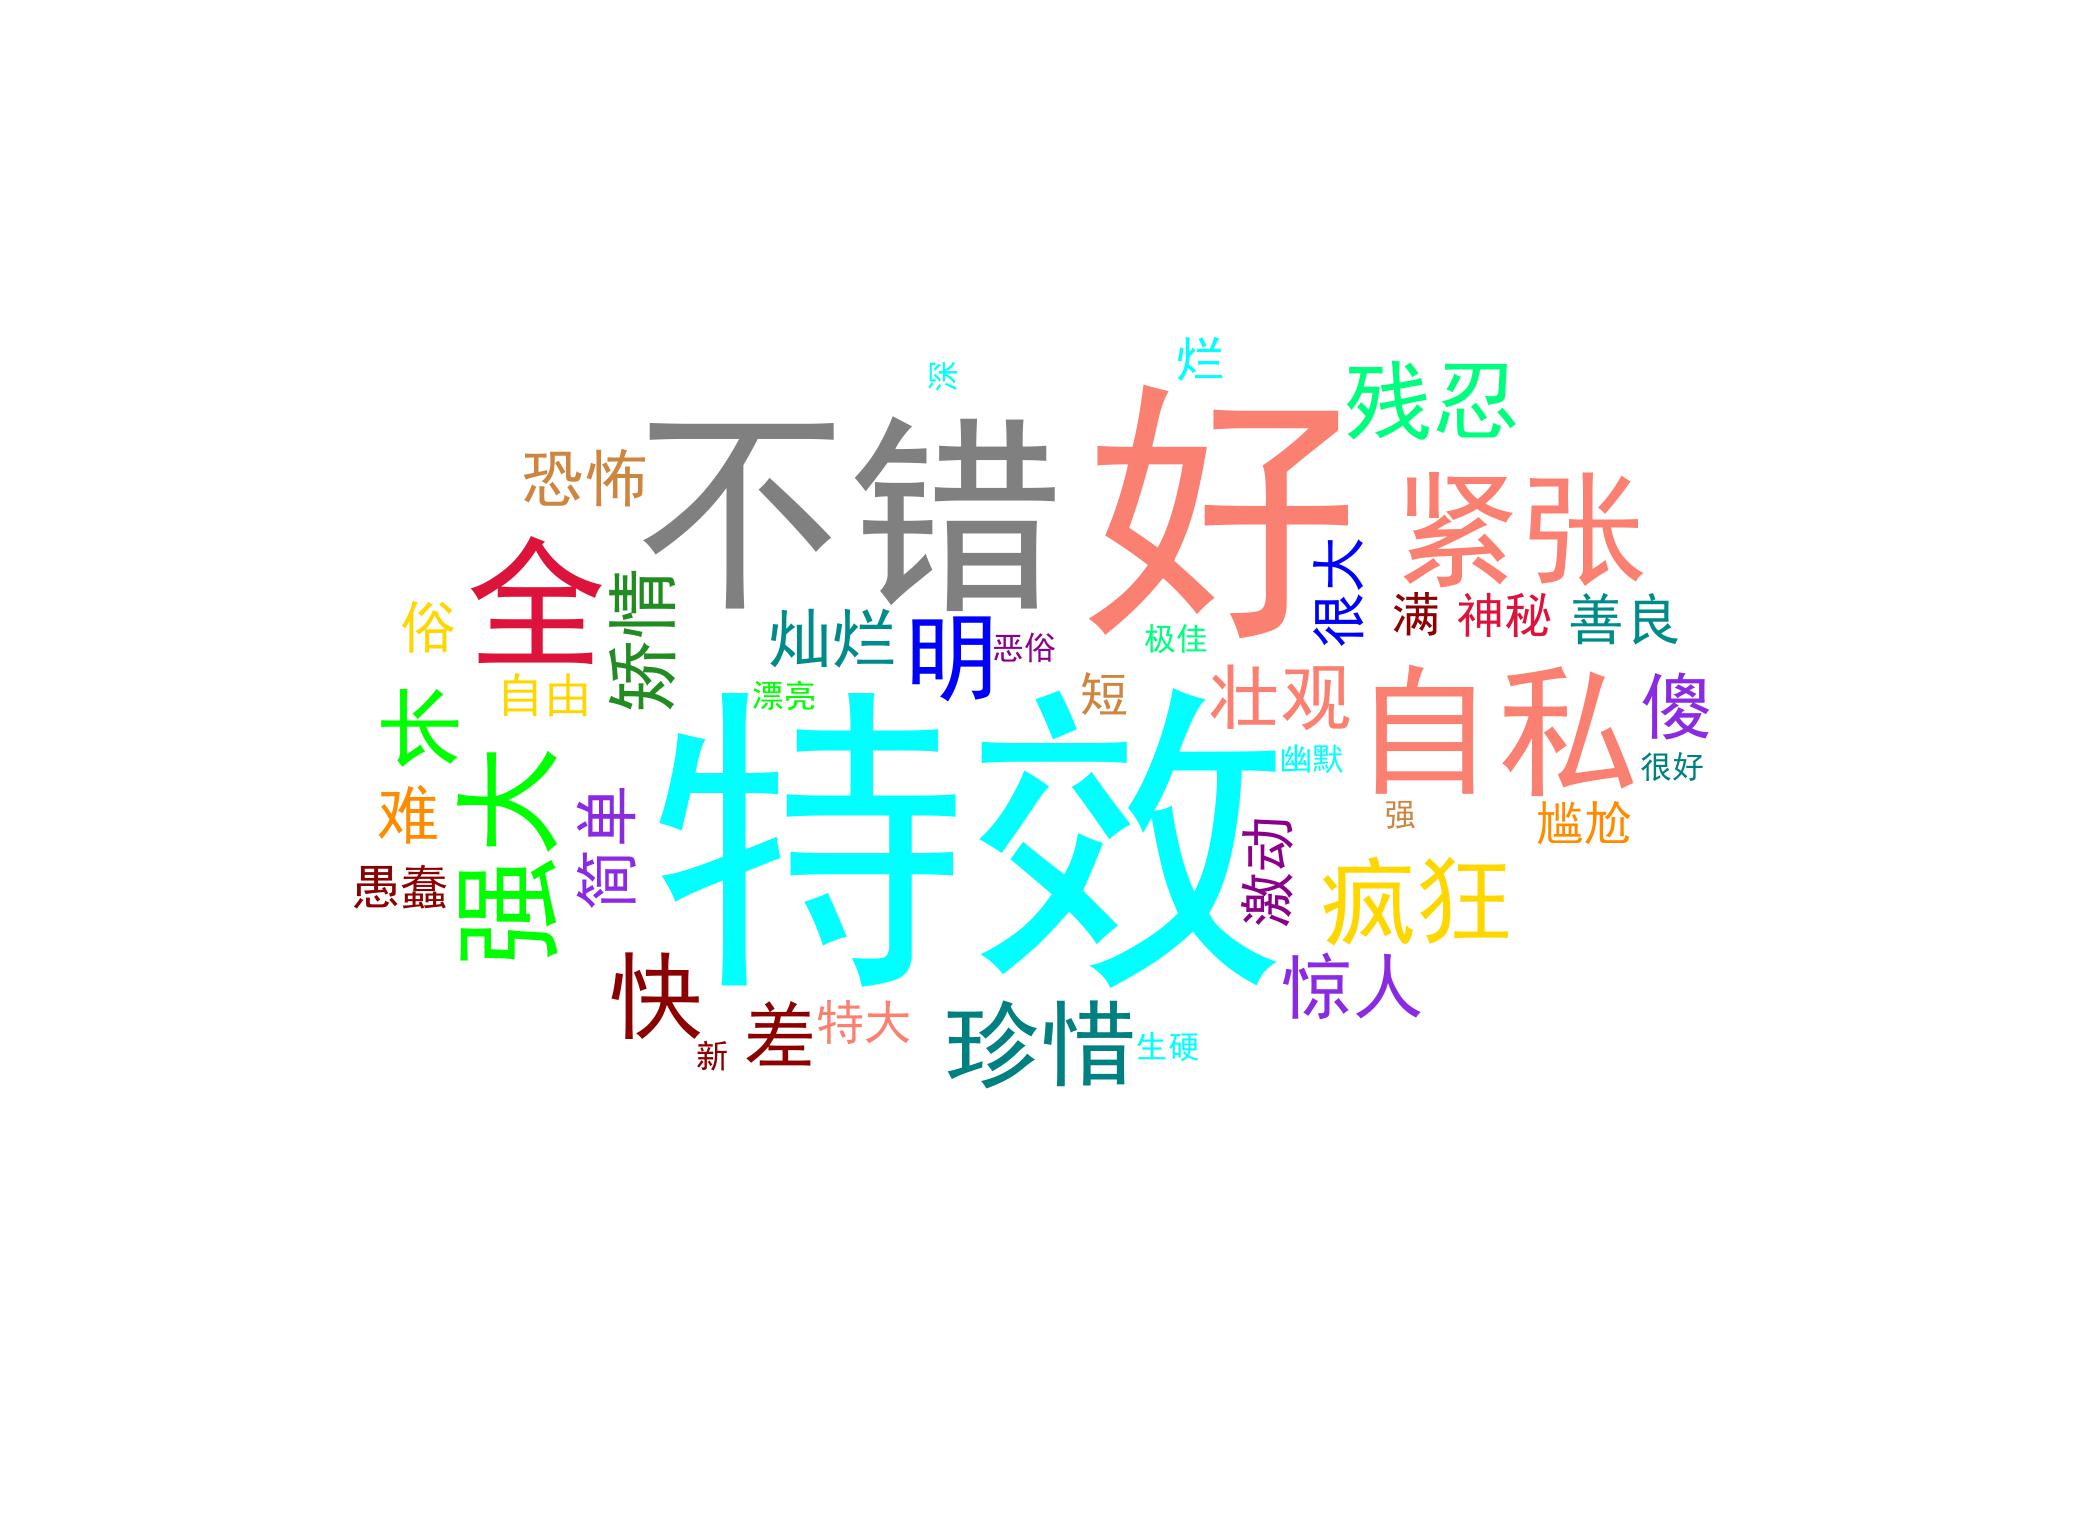 深
烂
残忍
不错
好
恐怖
紧张
全
矫情
很大
满
神秘
善良
俗
灿烂
明
恶俗
极佳
自由
漂亮
短
壮观
自私
傻
长
特效
幽默
很好
难
强大
简单
强
尴尬
激动
愚蠢
疯狂
快
惊人
新
差
特大
珍惜
生硬